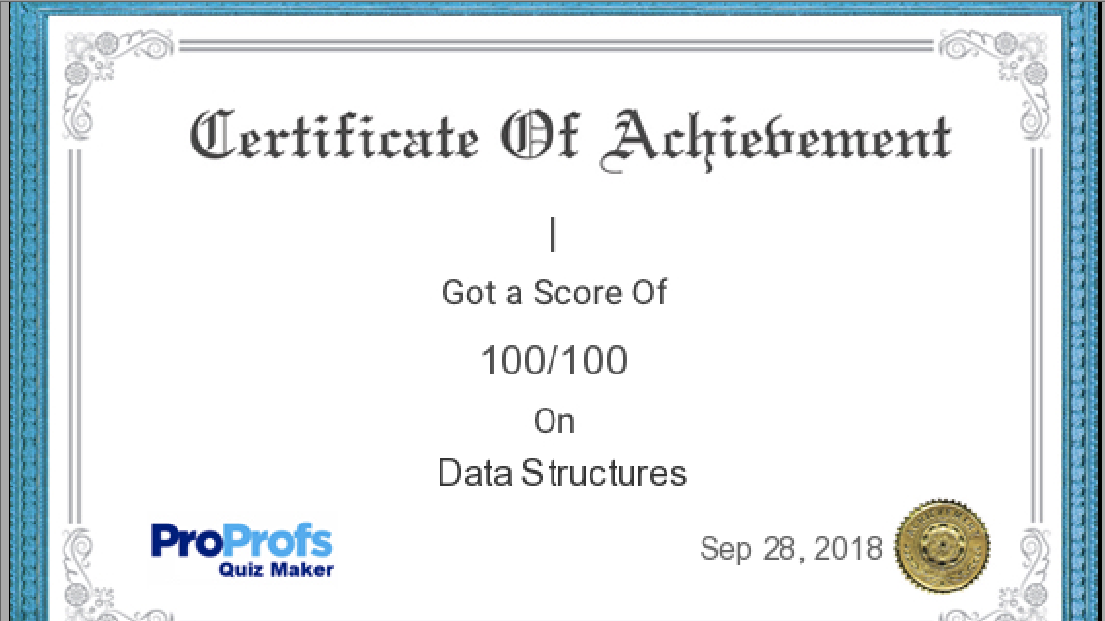 Certificate Of Achievement
|
Got a Score Of
100/100
On
Data Structures
ProProfs
Quiz Maker
Sep 28, 2018